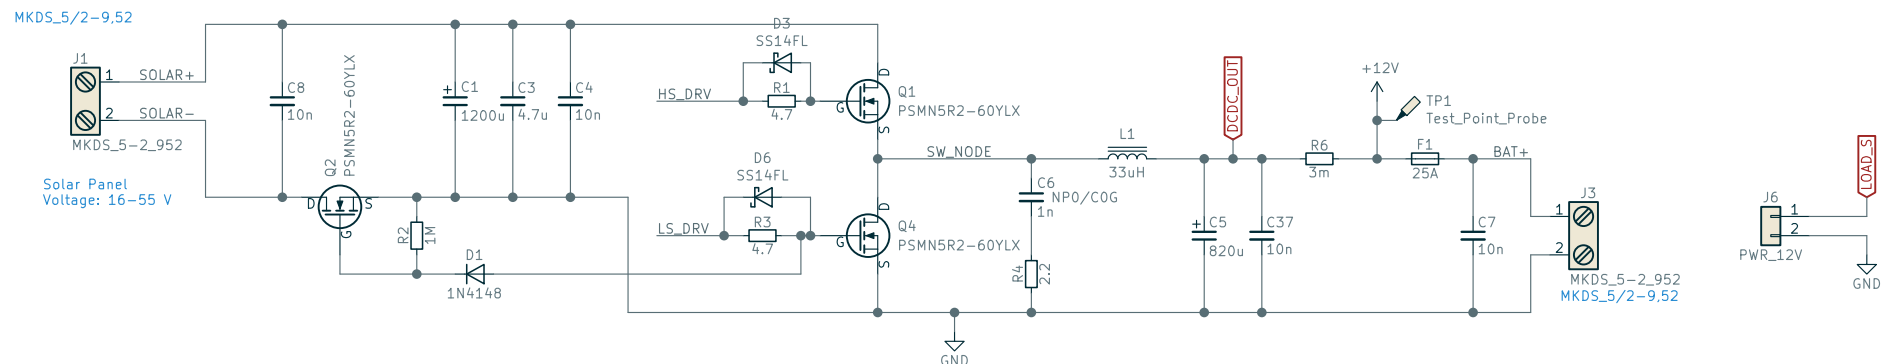 MKDS_5/2-9,52
J1
1
SOLAR+
2
SOLAR-
MKDS_5-2_952
Solar Panel
Voltage: 16-55 V
C8
10n
Q2
PSMN5R2-60YLX
D
S
G
R2
1M
C1
1200u
C3
4.7u
C4
10n
D1
1N4148
D3
SS14FL
HS_DRV
R1
4.7
G
D
S
Q1
PSMN5R2-60YLX
D6
SS14FL
LS_DRV
R3
4.7
G
D
S
Q4
PSMN5R2-60YLX
SW_NODE
GND
C6
NP0/C0G
1n
R4
2.2
L1
33uH
DCDC_OUT
C5
820u
C37
10n
R6
3m
+12V
TP1
Test_Point_Probe
F1
25A
BAT+
C7
10n
1
J3
2
MKDS_5-2_952
MKDS_5/2-9,52
J6
1
2
PWR_12V
LOAD_S
GND